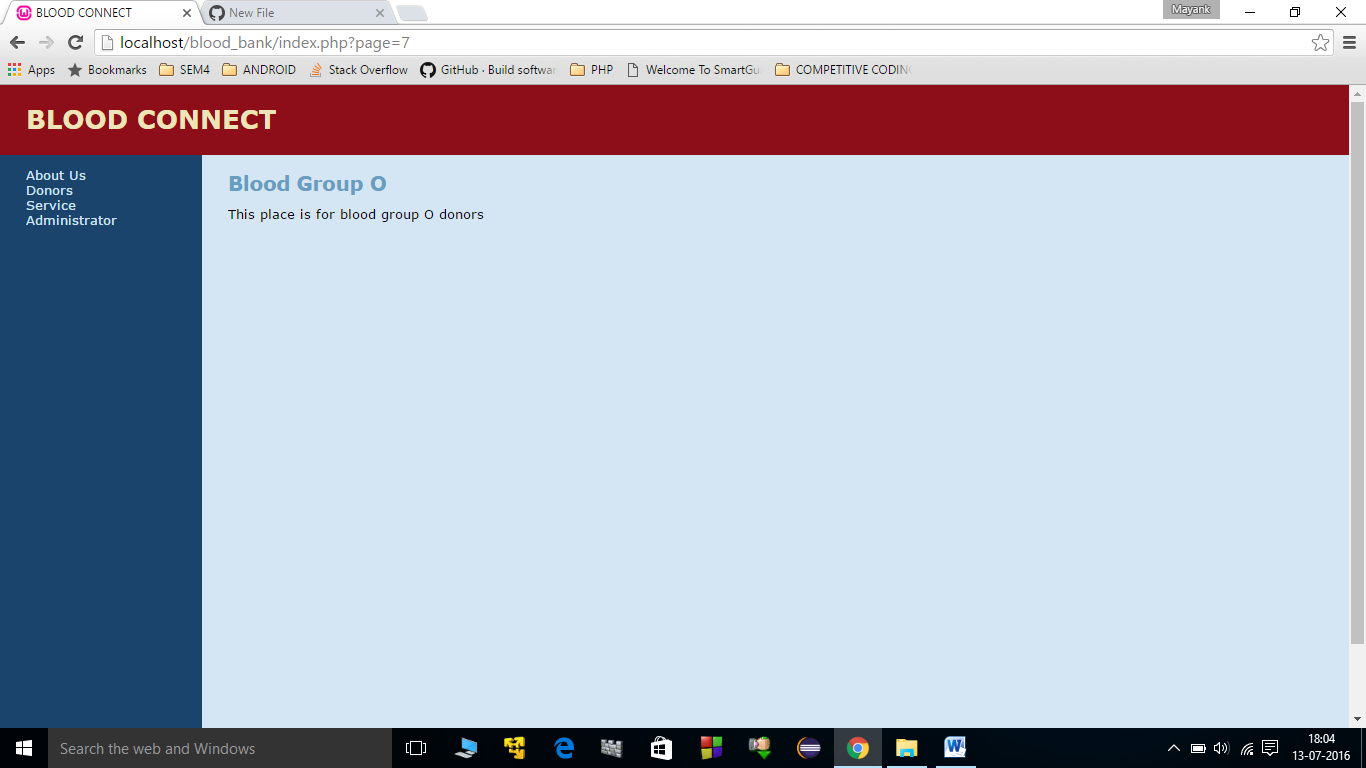 BLOOD CONNECT
New File
Mayank
localhost/blood_bank/index.php?page=7
Apps Bookmarks SEM4 ANDROID Stack Overflow GitHub · Build softwar PHP Welcome To SmartGu COMPETITIVE CODING
BLOOD CONNECT
About Us
Donors
Service
Administrator
Blood Group O
This place is for blood group O donors
Search the web and Windows
18:04
13-07-2016